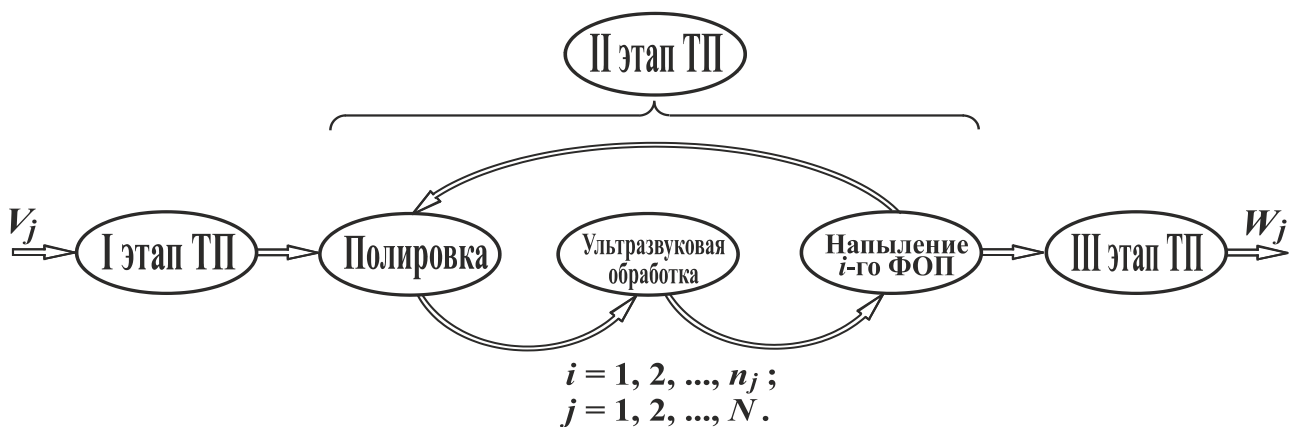 II этап ТП
V_j
I этап ТП
Полировка
Ультразвуковая
обработка
Напыление
i-го ФОП
III этап ТП
W_j
i = 1, 2, ..., n_j ;
j = 1, 2, ..., N .